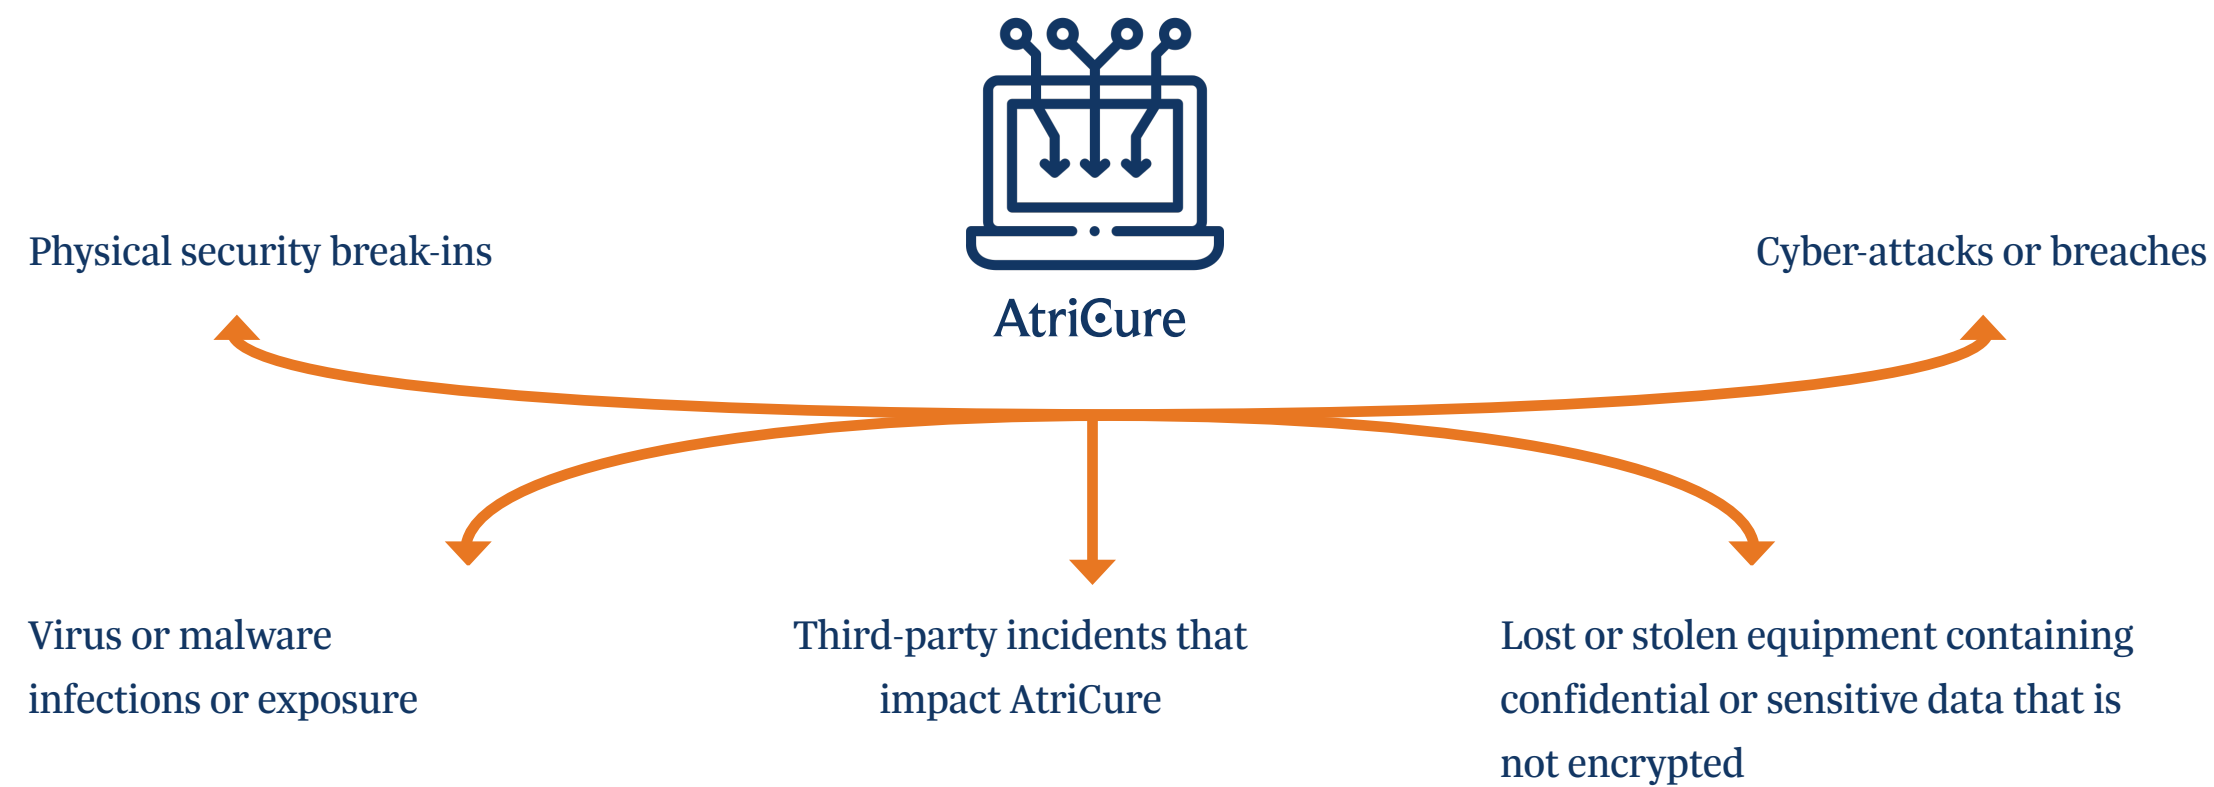 AtriCure
Physical security break-ins
Cyber-attacks or breaches
Virus or malware
infections or exposure
Third-party incidents that
impact AtriCure
Lost or stolen equipment containing
confidential or sensitive data that is
not encrypted